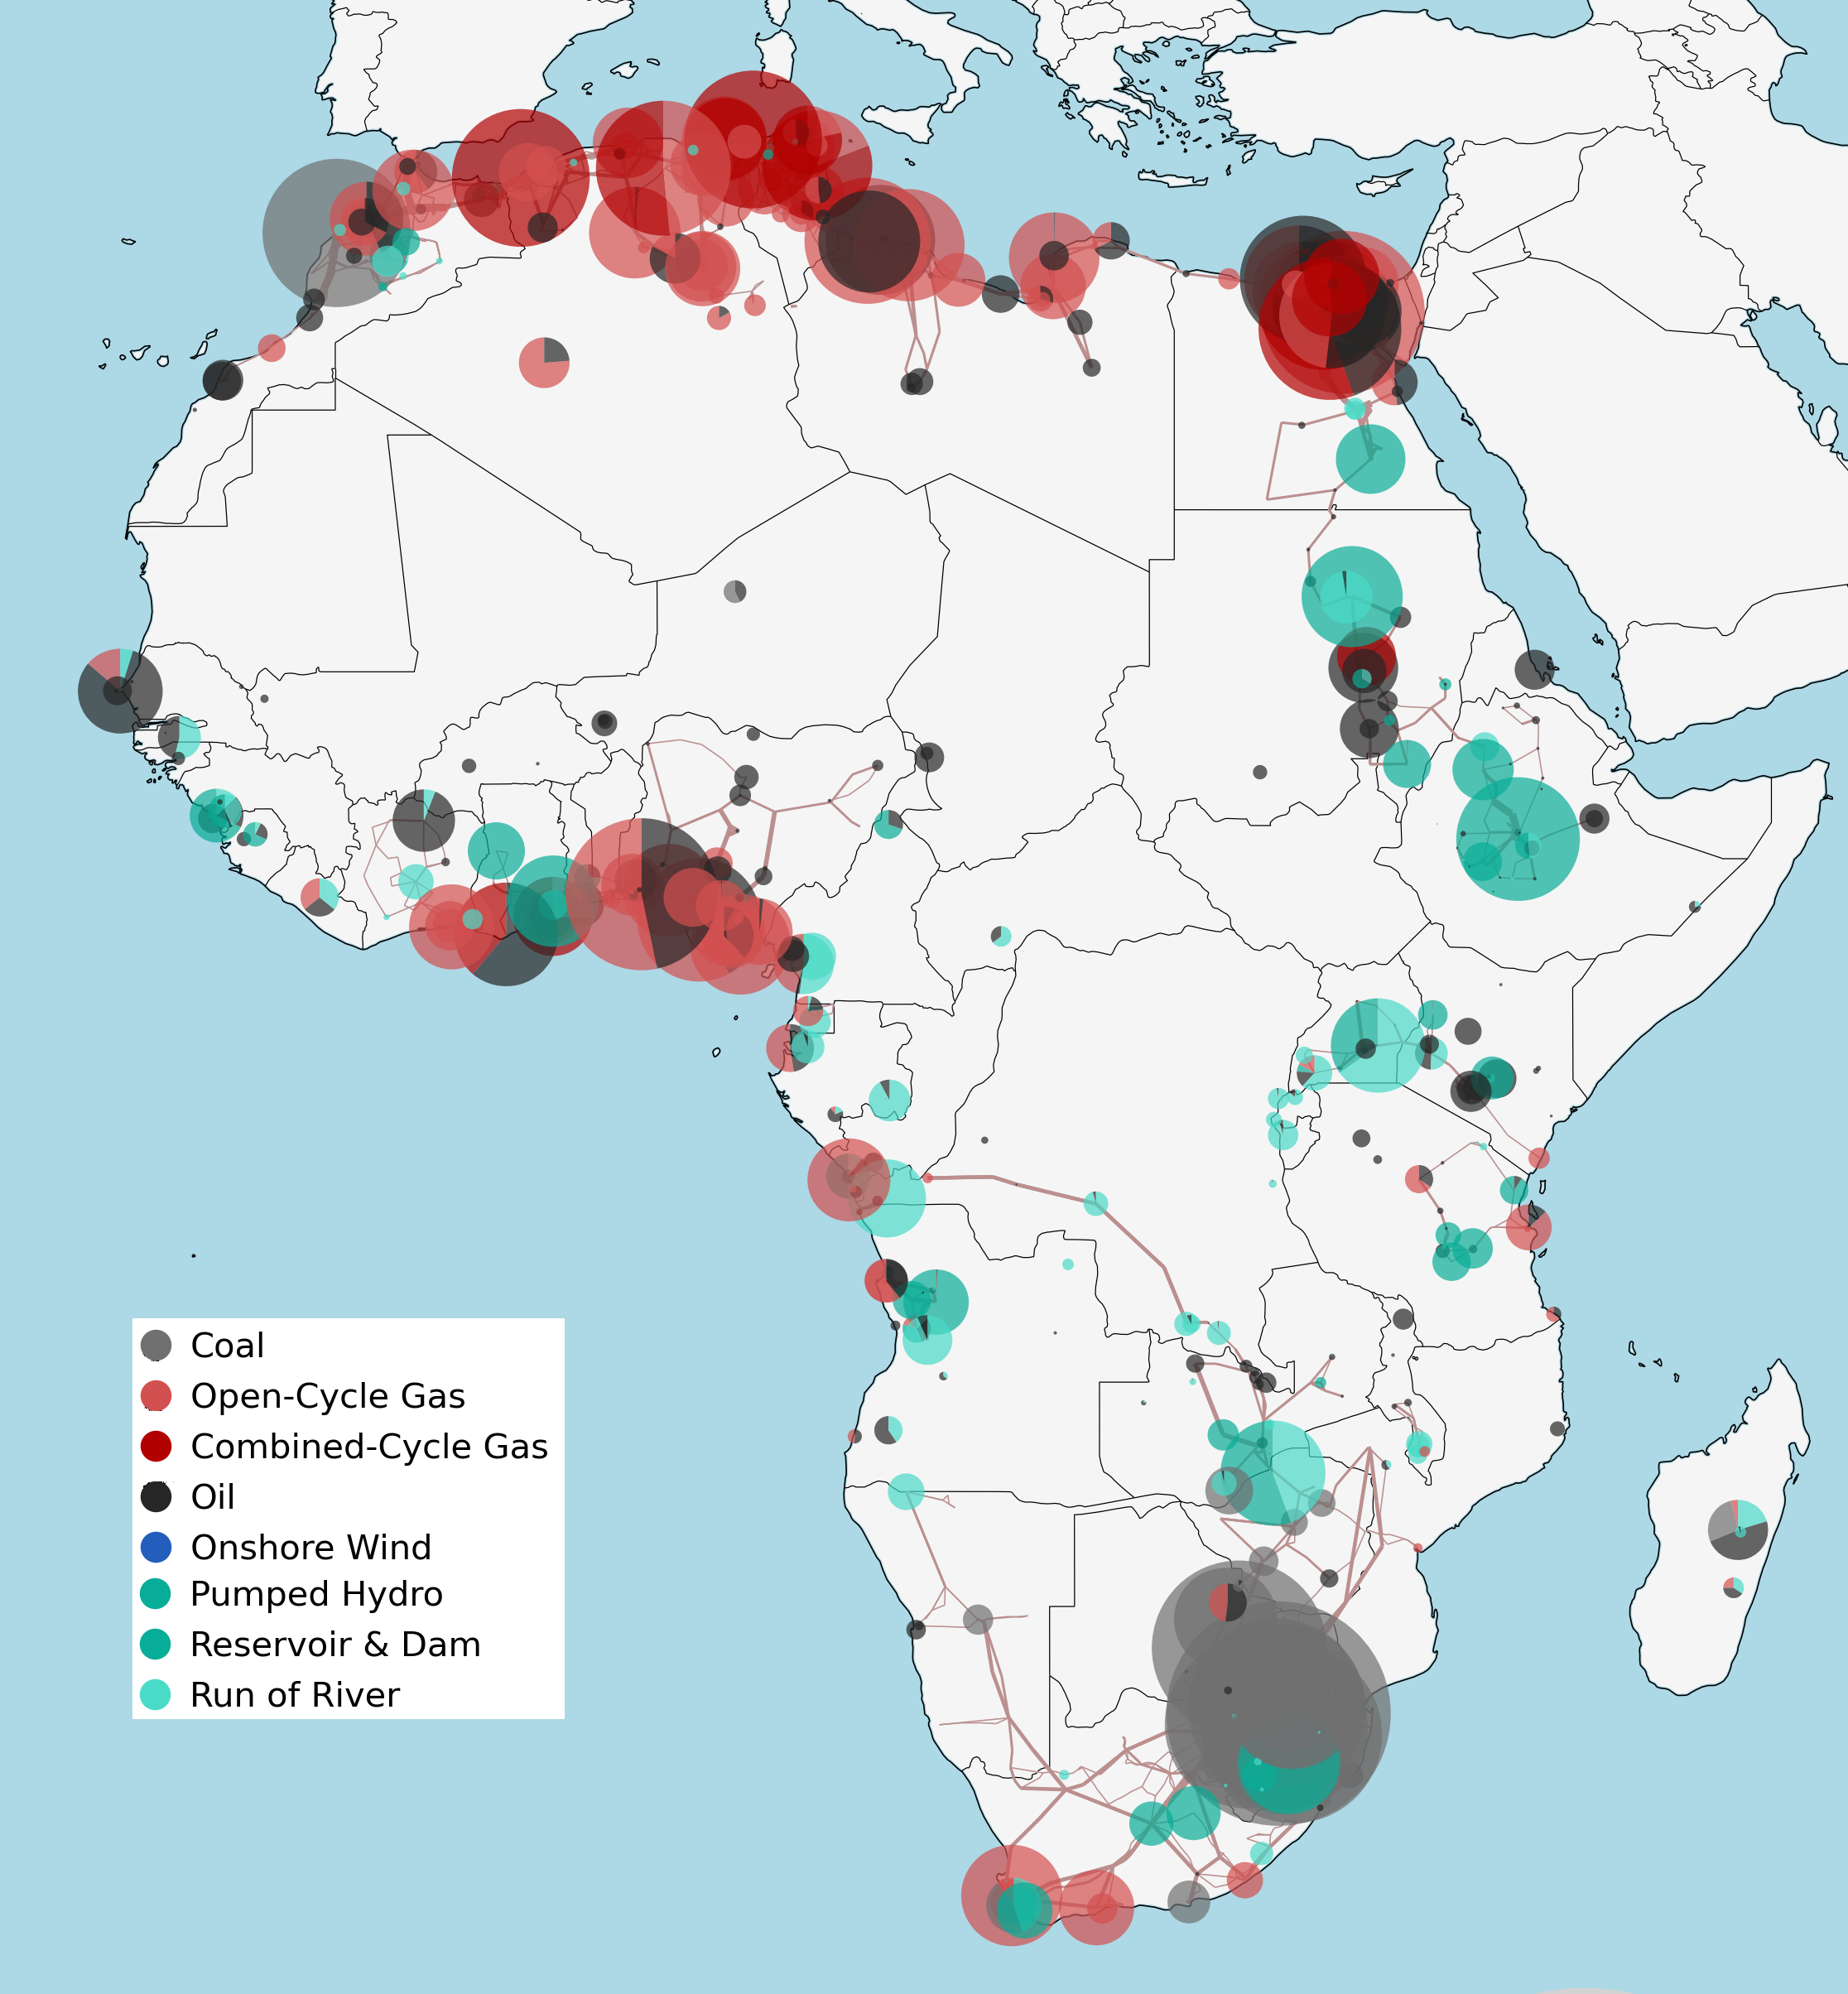 Coal
Open-Cycle Gas
Combined-Cycle Gas
Oil
Onshore Wind
Pumped Hydro
Reservoir & Dam
Run of River